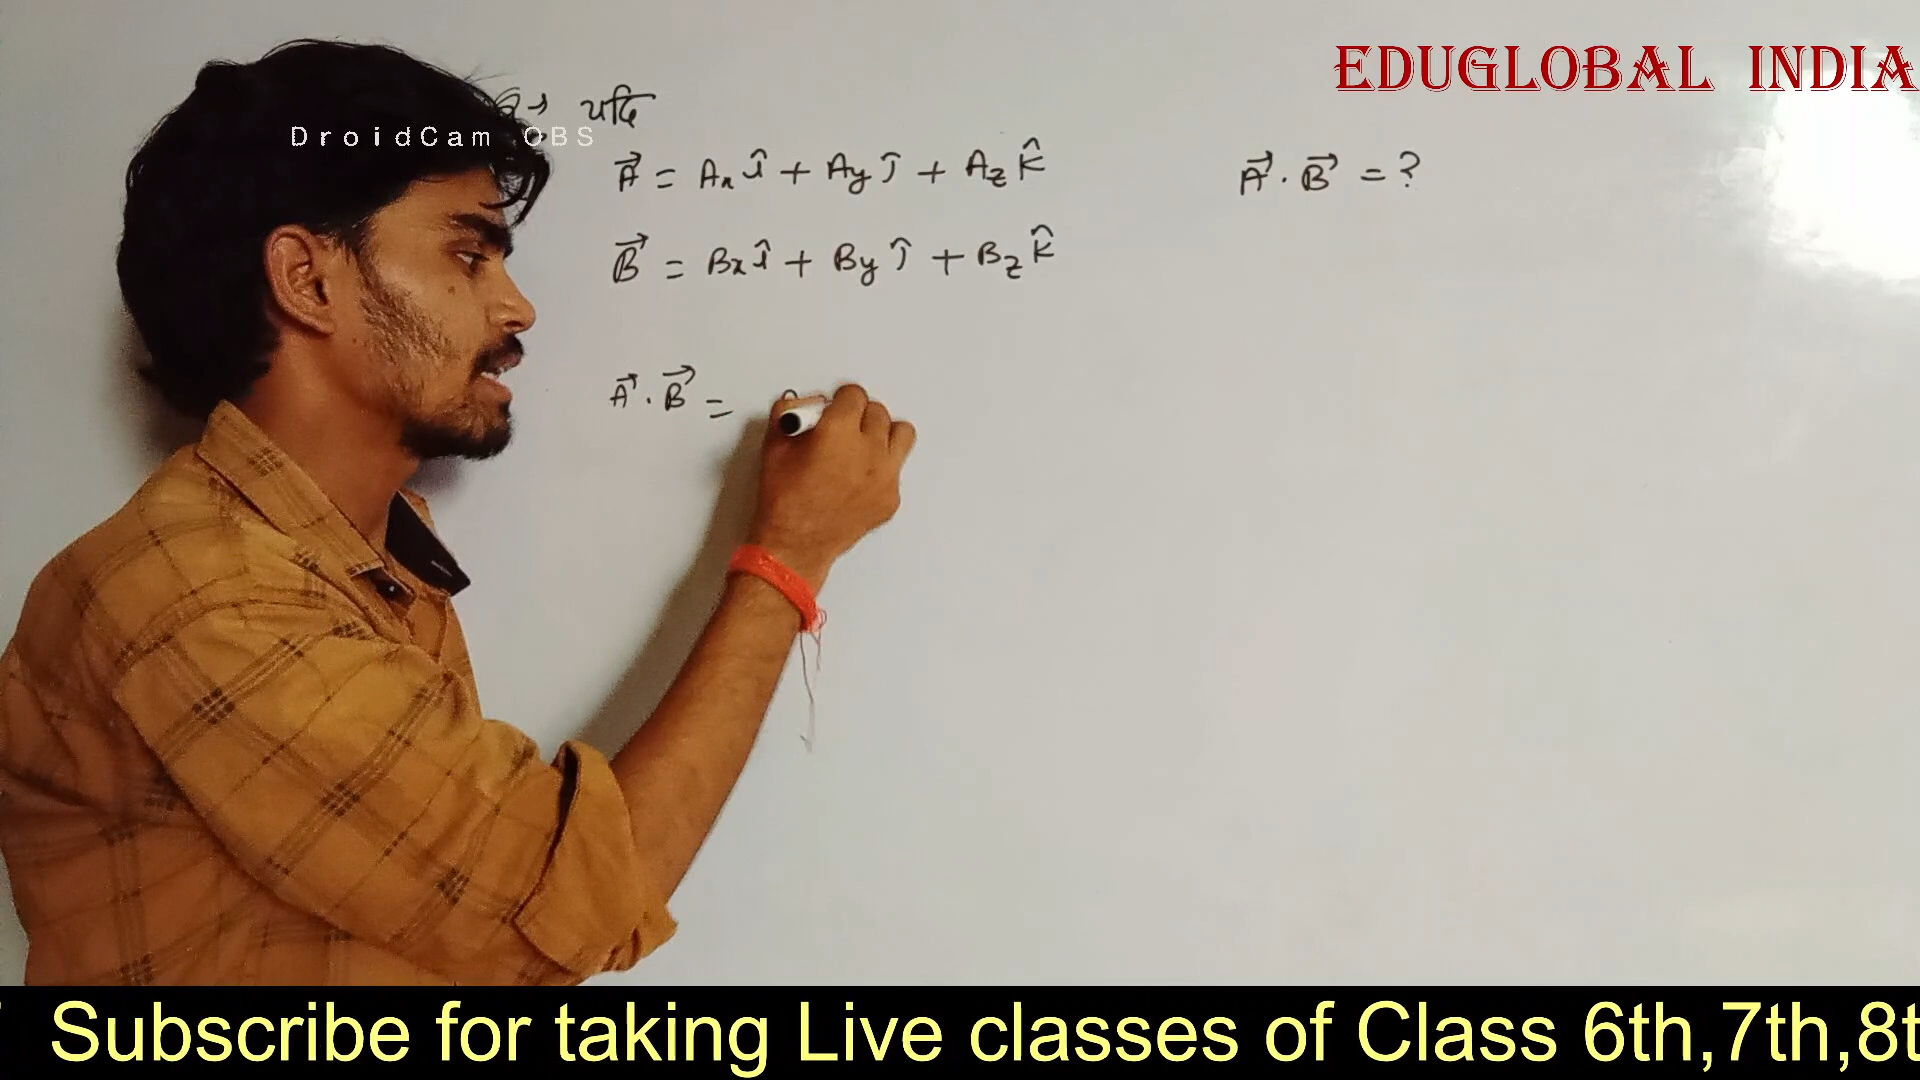 EDUGLOBAL INDIA
यदि
DroidCam OBS
A⃗ = Aₓ î + Ay ĵ + Az k̂
A⃗ . B⃗ = ?
B⃗ = Bx î + By ĵ + Bz k̂
A⃗ . B⃗ =
Subscribe for taking Live classes of Class 6th,7th,8t